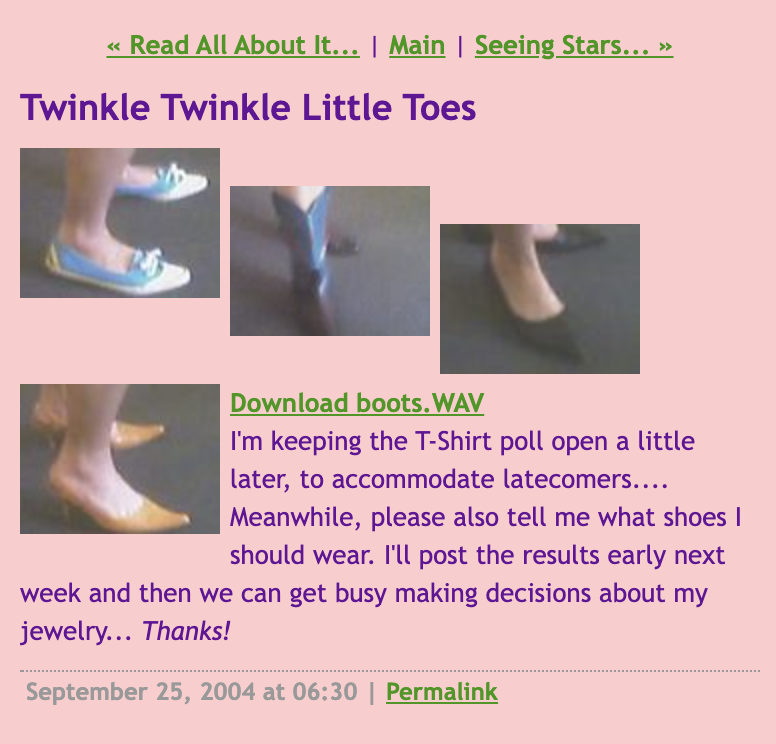 « Read All About It... | Main | Seeing Stars... »
Twinkle Twinkle Little Toes
Download boots.WAV
I'm keeping the T-Shirt poll open a little
later, to accommodate latecomers....
Meanwhile, please also tell me what shoes I
should wear. I'll post the results early next
week and then we can get busy making decisions about my
jewelry... Thanks!
September 25, 2004 at 06:30 | Permalink